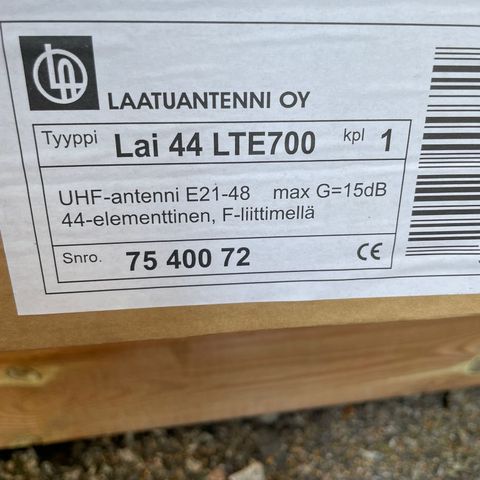 LAATUANTENNI OY
Tyyppi Lai 44 LTE700 kpl 1
UHF-antenni E21-48 max G=15dB
44-elementtinen, F-liittimellä
Snro. 75 400 72 CE